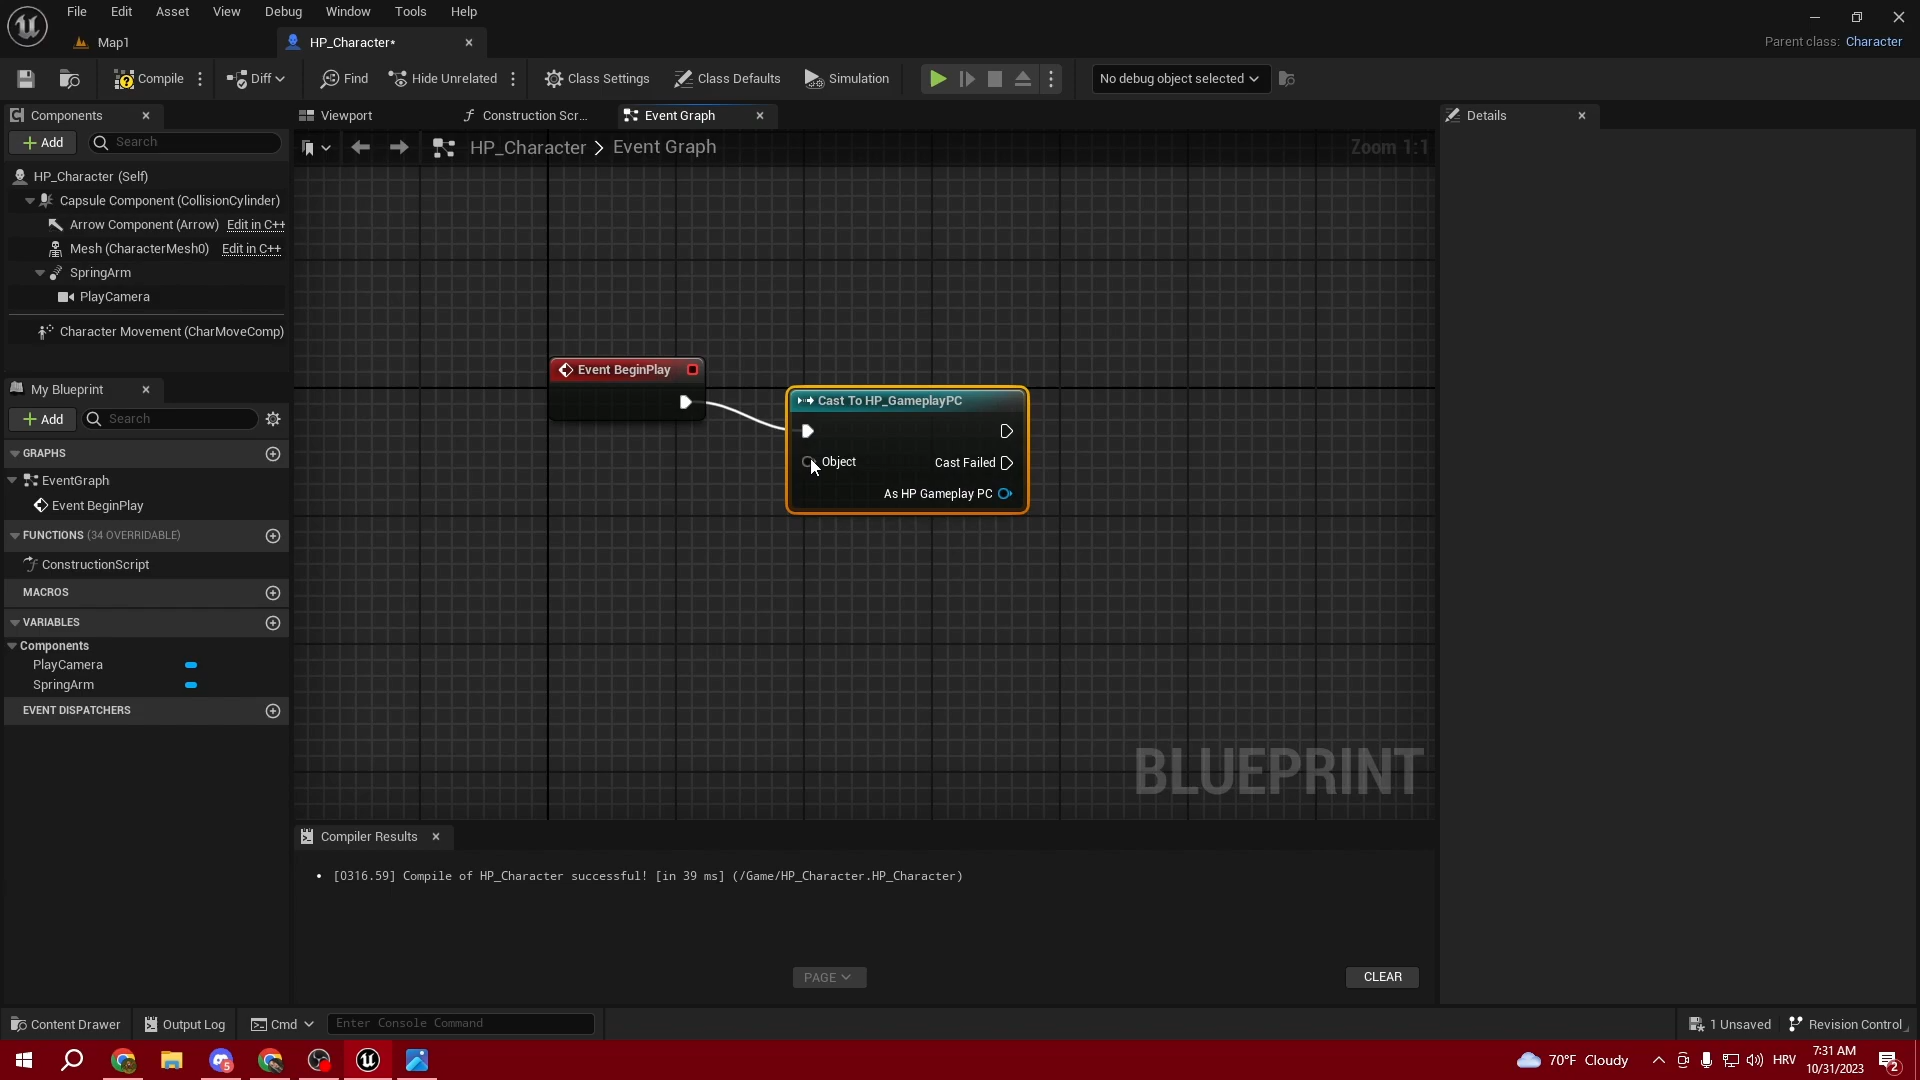 File Edit Asset View Debug Window Tools Help
Map1 HP_Character*
Parent class: Character
Compile Diff Find Hide Unrelated Class Settings Class Defaults Simulation No debug object selected
Components
Viewport Construction Scr... Event Graph
Details
Add Search
HP_Character > Event Graph
Zoom 1:1
HP_Character (Self)
Capsule Component (CollisionCylinder)
Arrow Component (Arrow) Edit in C++
Mesh (CharacterMesh0) Edit in C++
SpringArm
PlayCamera
Character Movement (CharMoveComp)
My Blueprint
Add Search
GRAPHS
EventGraph
Event BeginPlay
FUNCTIONS (34 OVERRIDABLE)
ConstructionScript
MACROS
VARIABLES
Components
PlayCamera
SpringArm
EVENT DISPATCHERS
Event BeginPlay
Cast To HP_GameplayPC
Object
Cast Failed
As HP Gameplay PC
BLUEPRINT
Compiler Results
[0316.59] Compile of HP_Character successful! [in 39 ms] (/Game/HP_Character.HP_Character)
PAGE
CLEAR
Content Drawer Output Log Cmd Enter Console Command
1 Unsaved Revision Control
5
70°F Cloudy
HRV
7:31 AM
10/31/2023
2